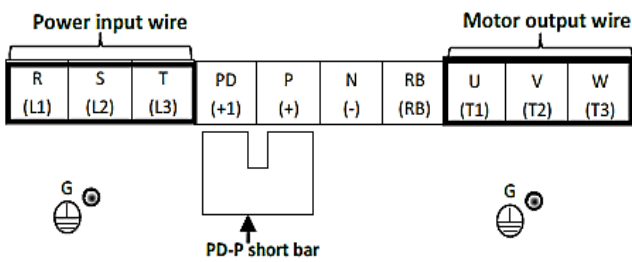 Power input wire Motor output wire
R S T PD P N RB U V W
(L1) (L2) (L3) (+1) (+) (-) (RB) (T1) (T2) (T3)
G G
PD-P short bar